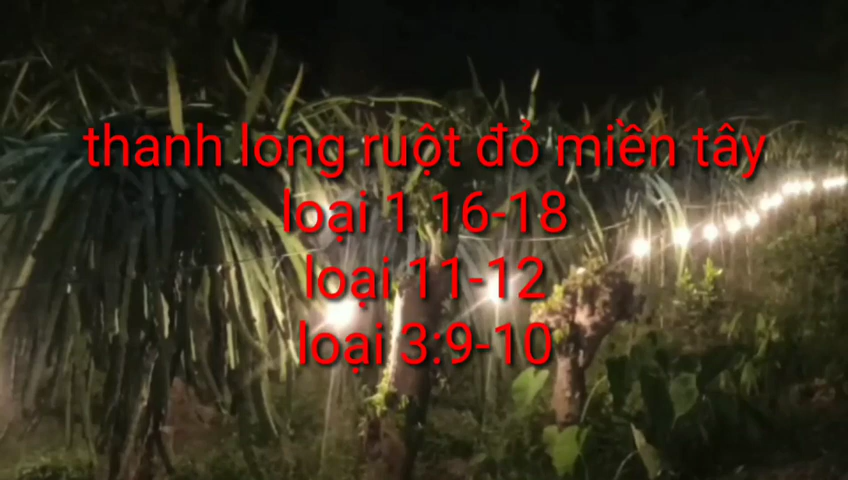 thanh long ruột đỏ miền tây
loại 1 16-18
loại 11-12
loại 3:9-10